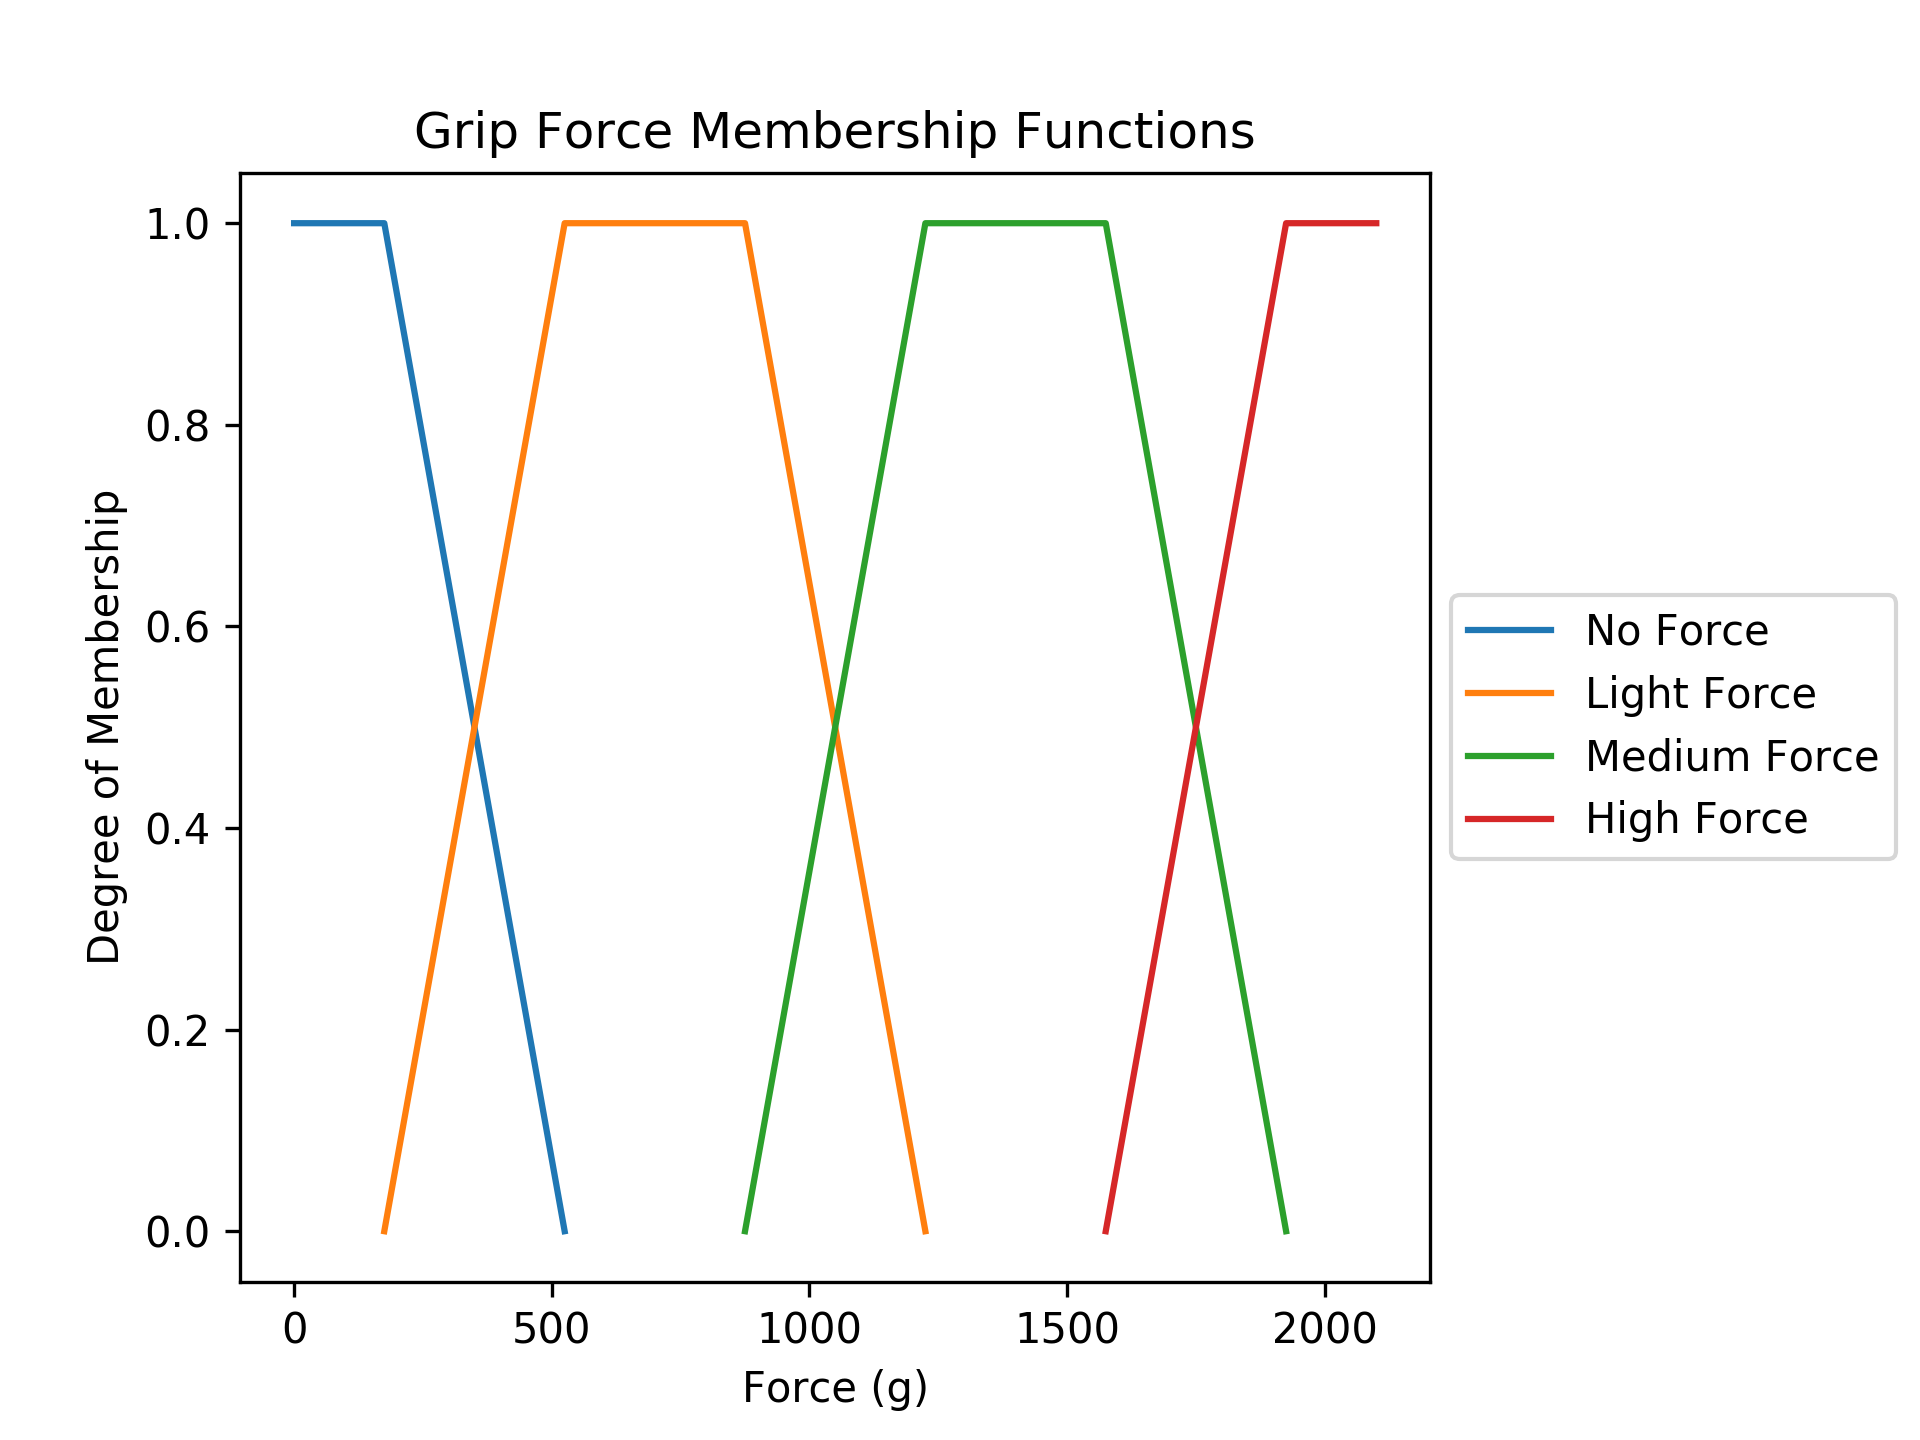 Grip Force Membership Functions
1.0
0.8
0.6
0.4
0.2
0.0
Degree of Membership
0 500 1000 1500 2000
Force (g)
No Force
Light Force
Medium Force
High Force